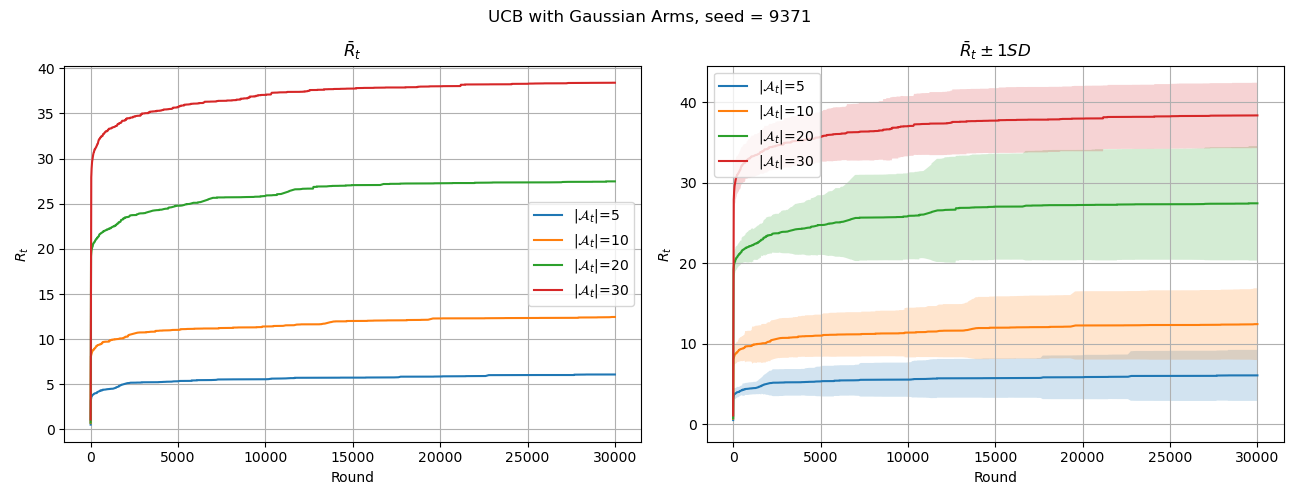 UCB with Gaussian Arms, seed = 9371
R̄ₜ
Rₜ
40
35
30
25
20
15
10
5
0
|𝒜ₜ|=5
|𝒜ₜ|=10
|𝒜ₜ|=20
|𝒜ₜ|=30
0 5000 10000 15000 20000 25000 30000
Round
R̄ₜ ± 1SD
Rₜ
40
30
20
10
0
|𝒜ₜ|=5
|𝒜ₜ|=10
|𝒜ₜ|=20
|𝒜ₜ|=30
0 5000 10000 15000 20000 25000 30000
Round